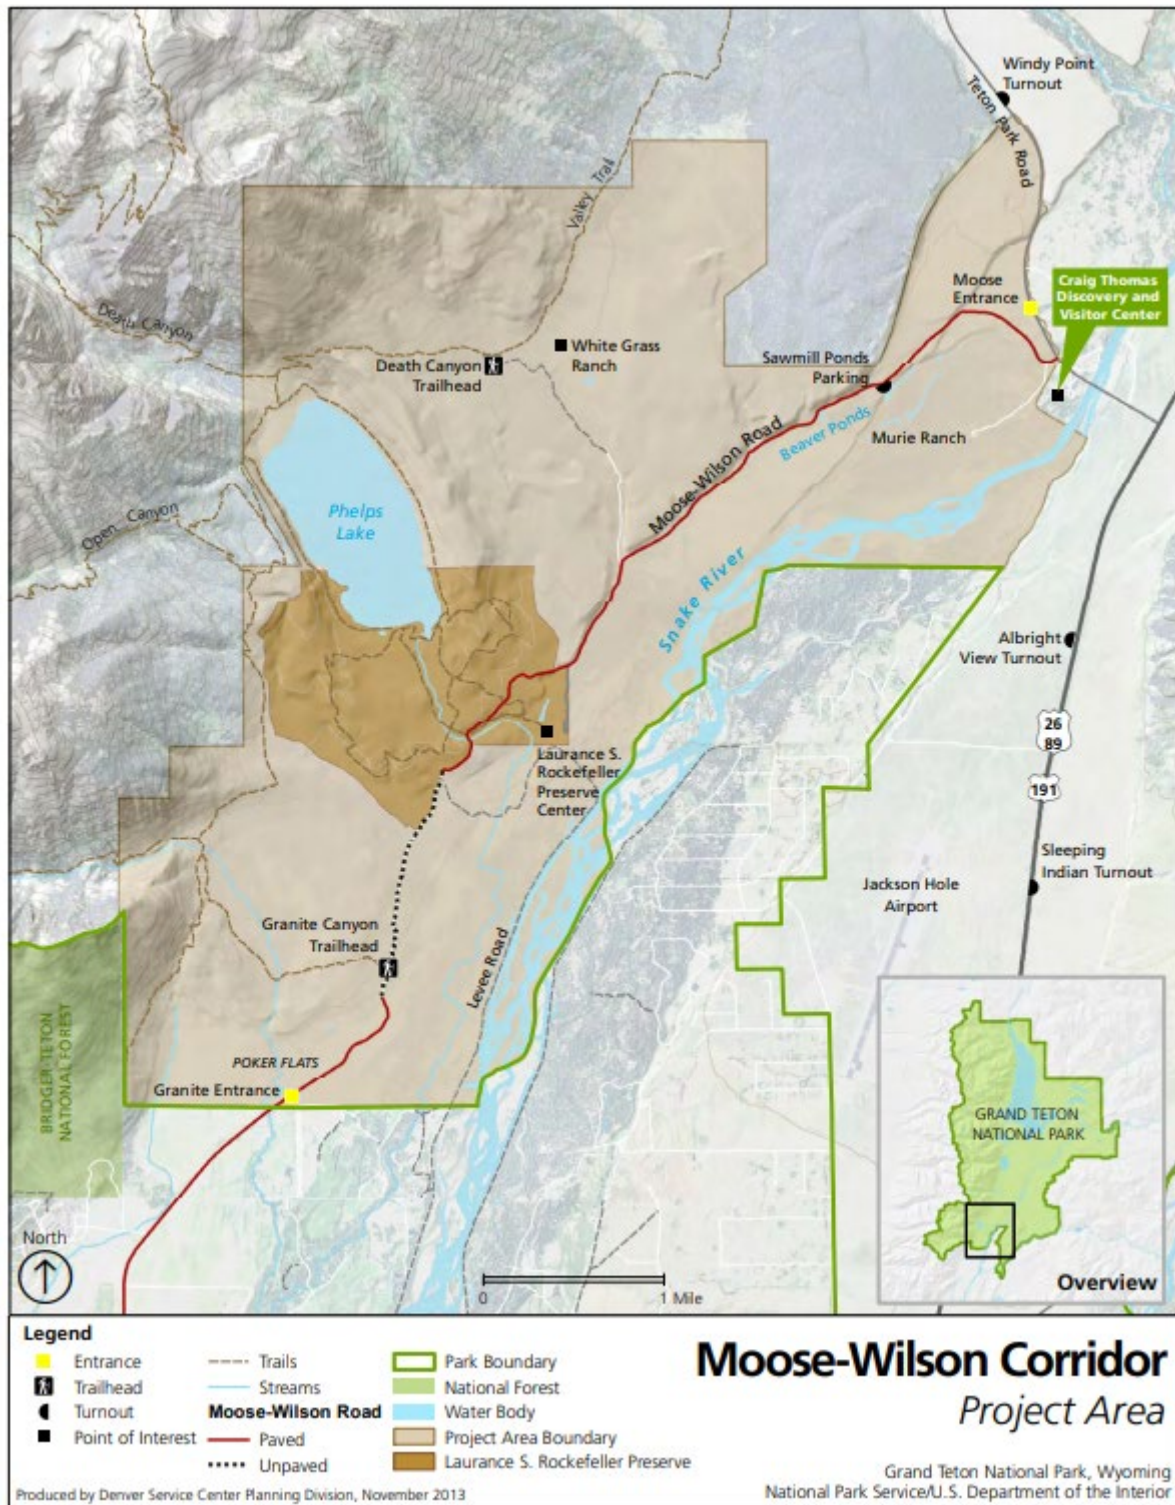 Windy Point
Turnout
Teton Park Road
Valley Trail
Moose
Entrance
Craig Thomas
Discovery and
Visitor Center
Death Canyon
White Grass
Ranch
Death Canyon
Trailhead
Sawmill Ponds
Parking
Beaver Ponds
Murie Ranch
Moose-Wilson Road
Open Canyon
Phelps
Lake
Snake River
Albright
View Turnout
26
89
191
Laurance S.
Rockefeller
Preserve
Center
Sleeping
Indian Turnout
Jackson Hole
Airport
Granite Canyon
Trailhead
Levee Road
BRIDGER-TETON
NATIONAL FOREST
POKER FLATS
Granite Entrance
GRAND TETON
NATIONAL PARK
Overview
North
0 1 Mile
Legend
Entrance
Trailhead
Turnout
Point of Interest
Trails
Streams
Moose-Wilson Road
Paved
Unpaved
Park Boundary
National Forest
Water Body
Project Area Boundary
Laurance S. Rockefeller Preserve
Moose-Wilson Corridor
Project Area
Grand Teton National Park, Wyoming
National Park Service/U.S. Department of the Interior
Produced by Denver Service Center Planning Division, November 2013